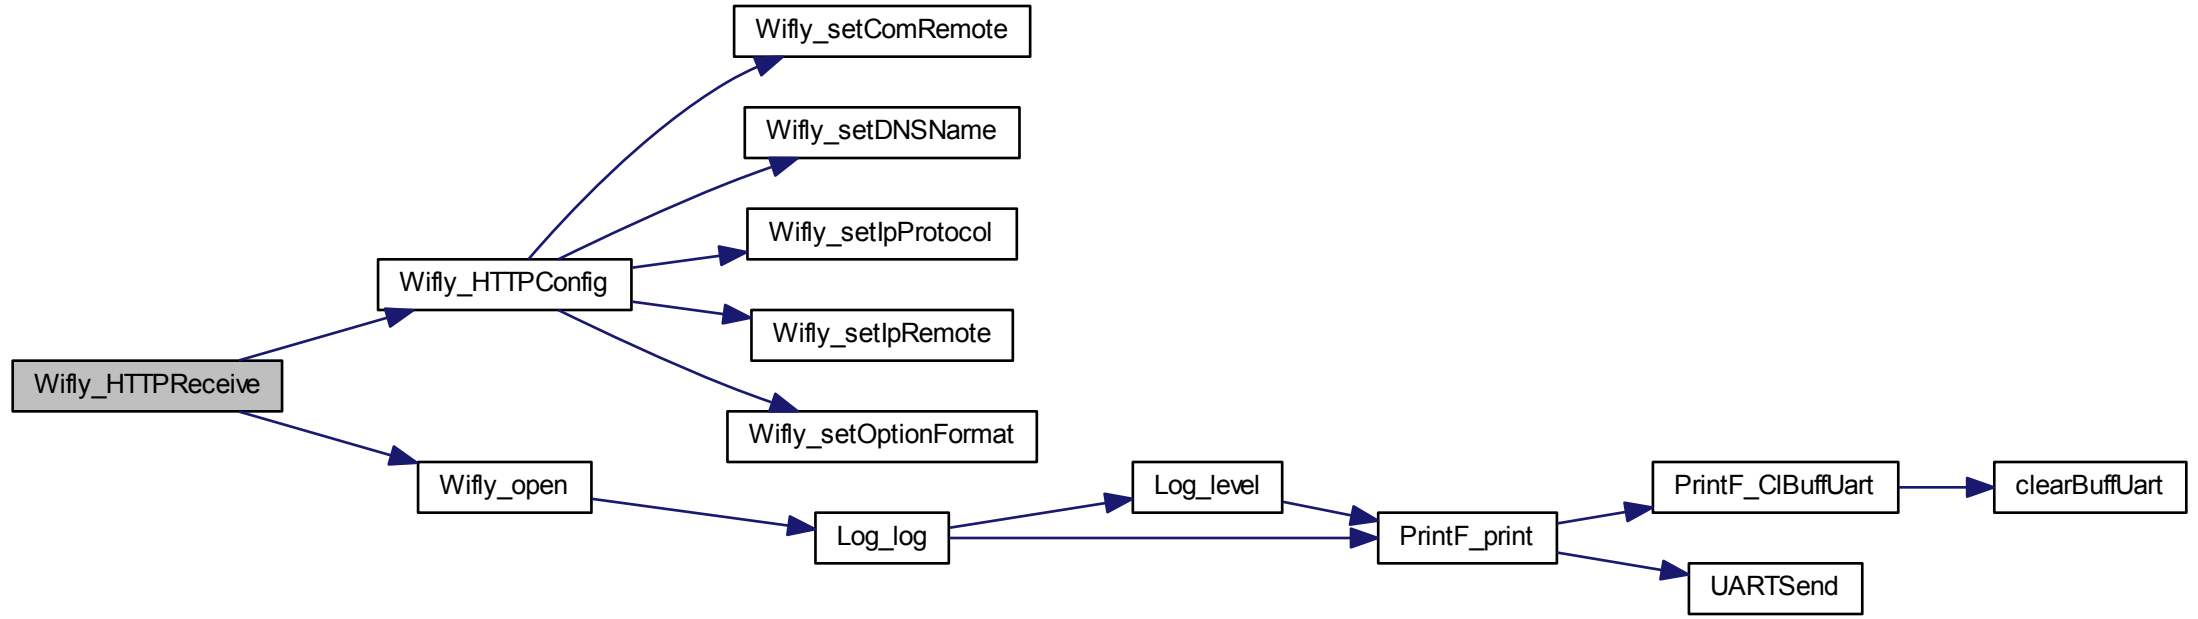 Wifly_setComRemote
Wifly_setDNSName
Wifly_setIpProtocol
Wifly_HTTPConfig
Wifly_setIpRemote
Wifly_HTTPReceive
Wifly_setOptionFormat
Wifly_open
Log_level
PrintF_ClBuffUart
clearBuffUart
Log_log
PrintF_print
UARTSend